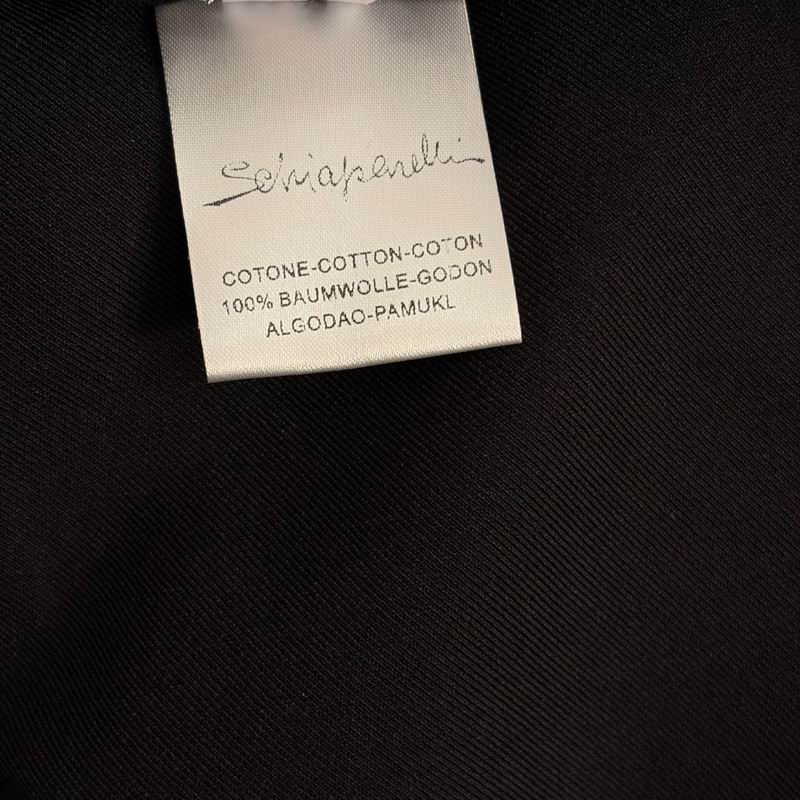 Schiaparelli
COTONE-COTTON-COTON
100% BAUMWOLLE-GODON
ALGODAO-PAMUKL